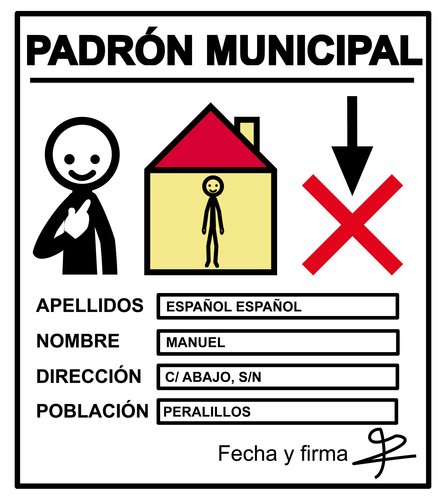 PADRÓN MUNICIPAL
APELLIDOS ESPAÑOL ESPAÑOL
NOMBRE MANUEL
DIRECCIÓN C/ ABAJO, S/N
POBLACIÓN PERALILLOS
Fecha y firma